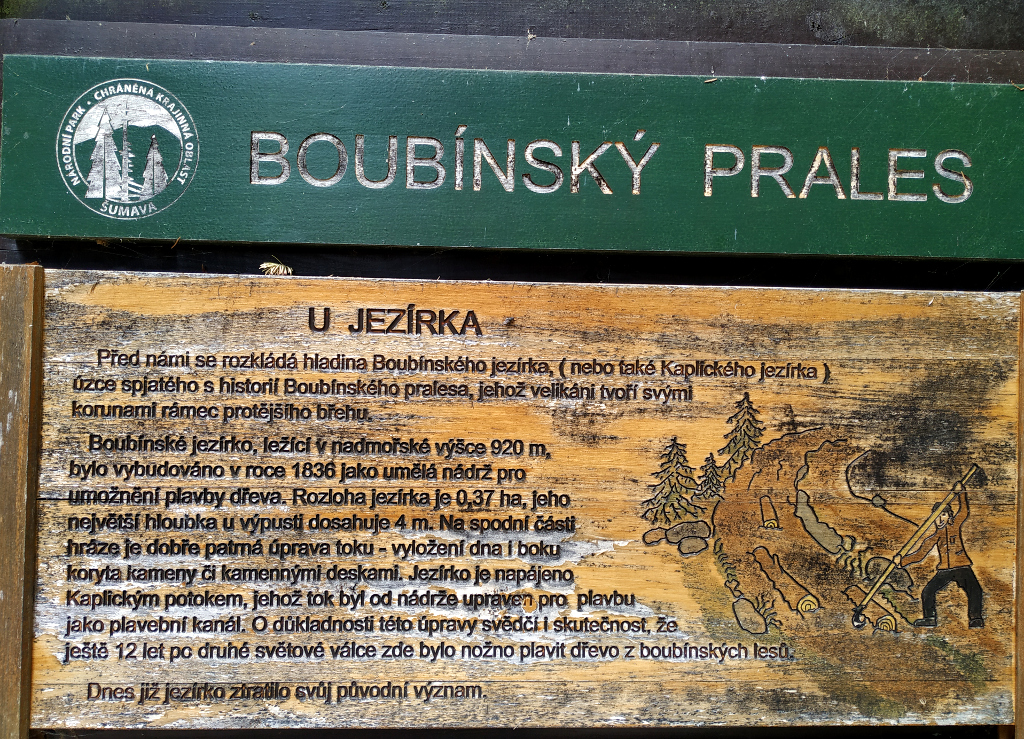 NÁRODNÍ PARK • CHRÁNĚNÁ KRAJINNÁ OBLAST
ŠUMAVA
BOUBÍNSKÝ PRALES
U JEZÍRKA
Před námi se rozkládá hladina Boubínského jezírka, ( nebo také Kaplického jezírka )
úzce spjatého s historií Boubínského pralesa, jehož velikáni tvoří svými
korunami rámec protějšího břehu.
Boubínské jezírko, ležící v nadmořské výšce 920 m,
bylo vybudováno v roce 1836 jako umělá nádrž pro
umožnění plavby dřeva. Rozloha jezírka je 0,37 ha, jeho
největší hloubka u výpusti dosahuje 4 m. Na spodní části
hráze je dobře patrná úprava toku - vyložení dna i boku
koryta kameny či kamennými deskami. Jezírko je napájeno
Kaplickým potokem, jehož tok byl od nádrže upraven pro plavbu
jako plavební kanál. O důkladnosti této úpravy svědčí i skutečnost, že
ještě 12 let po druhé světové válce zde bylo nožno plavit dřevo z boubínských lesů.
Dnes již jezírko ztratilo svůj původní význam.